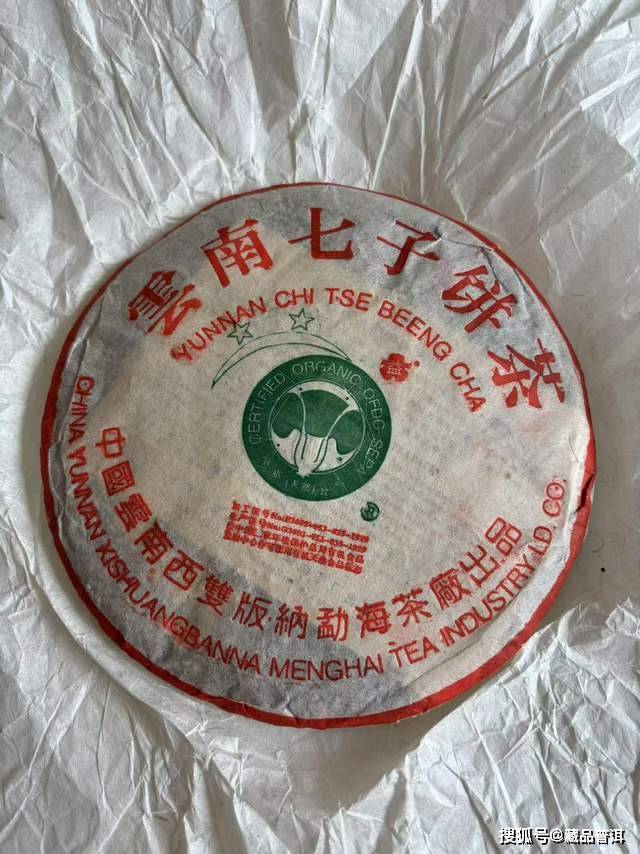 雲南七子餅茶
YUNNAN CHI TSE BEENG CHA
益
CERTIFIED ORGANIC OFDC SEPA
中國雲南西雙版納勐海茶廠出品
CHINA YUNNAN XISHUANGBANNA MENGHAI TEA INDUSTRY LD. CO.
搜狐号@藏品普洱